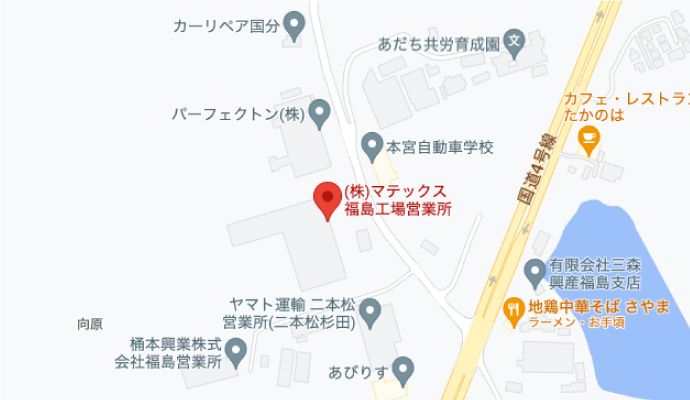 カーリペア国分
あだち共労育成園
文
カフェ・レストラン
たかのは
パーフェクトン(株)
本宮自動車学校
国道4号線
(株)マテックス
福島工場営業所
有限会社三森
興産福島支店
地鶏中華そば さやま
ラーメン・お手頃
ヤマト運輸 二本松
営業所(二本松杉田)
向原
桶本興業株式
会社福島営業所
あびりす